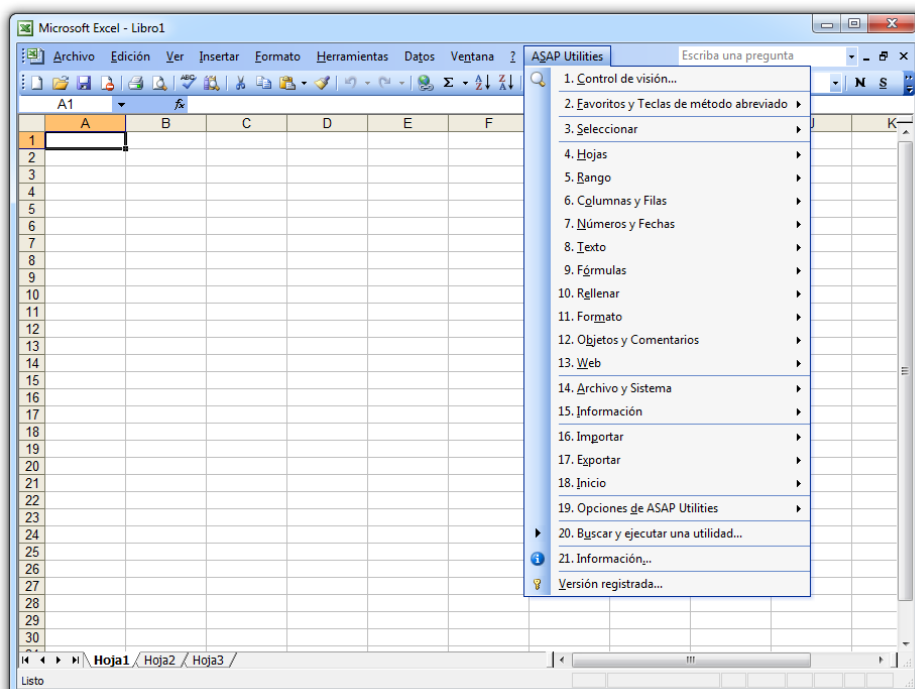 Microsoft Excel - Libro1
Archivo Edición Ver Insertar Formato Herramientas Datos Ventana ? ASAP Utilities Escriba una pregunta
N S
A1 fx
A B C D E F J K
1
2
3
4
5
6
7
8
9
10
11
12
13
14
15
16
17
18
19
20
21
22
23
24
25
26
27
28
29
30
1. Control de visión...
2. Favoritos y Teclas de método abreviado
3. Seleccionar
4. Hojas
5. Rango
6. Columnas y Filas
7. Números y Fechas
8. Texto
9. Fórmulas
10. Rellenar
11. Formato
12. Objetos y Comentarios
13. Web
14. Archivo y Sistema
15. Información
16. Importar
17. Exportar
18. Inicio
19. Opciones de ASAP Utilities
20. Buscar y ejecutar una utilidad...
21. Información...
Versión registrada...
Hoja1 Hoja2 Hoja3
Listo